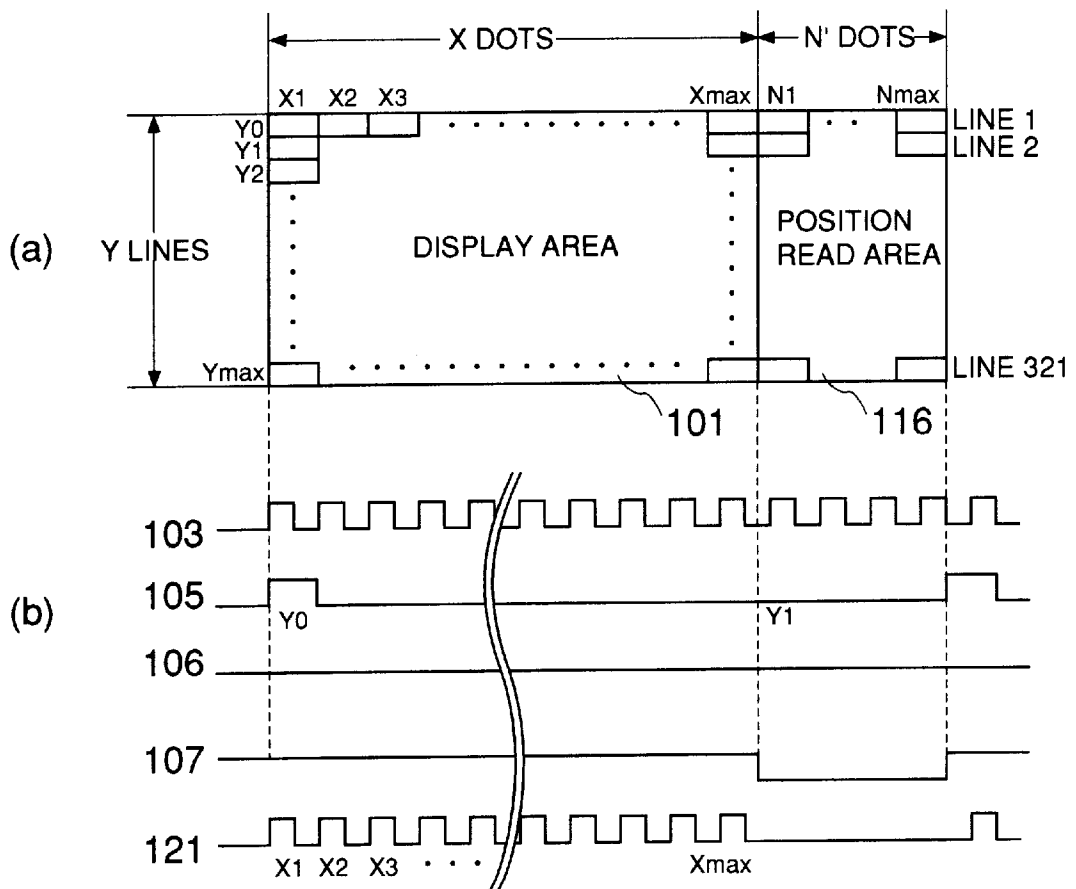 X DOTS N' DOTS
X1 X2 X3 Xmax N1 Nmax
Y0 LINE 1
Y1 LINE 2
Y2
(a) Y LINES DISPLAY AREA POSITION
READ AREA
Ymax LINE 321
101 116
103
(b) 105 Y0 Y1
106
107
121
X1 X2 X3 Xmax